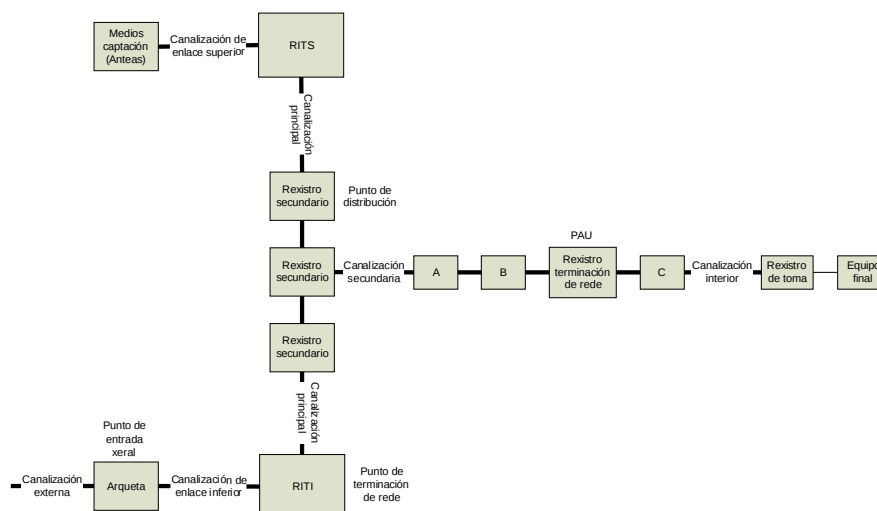 Medios
captación
(Anteas)
Canalización de
enlace superior
RITS
Canalización
principal
Rexistro
secundario
Punto de
distribución
Rexistro
secundario
Canalización
secundaria
A
B
PAU
Rexistro
terminación
de rede
C
Canalización
interior
Rexistro
de toma
Equipo
final
Rexistro
secundario
Canalización
principal
Punto de
entrada
xeral
Canalización
externa
Arqueta
Canalización de
enlace inferior
RITI
Punto de
terminación
de rede